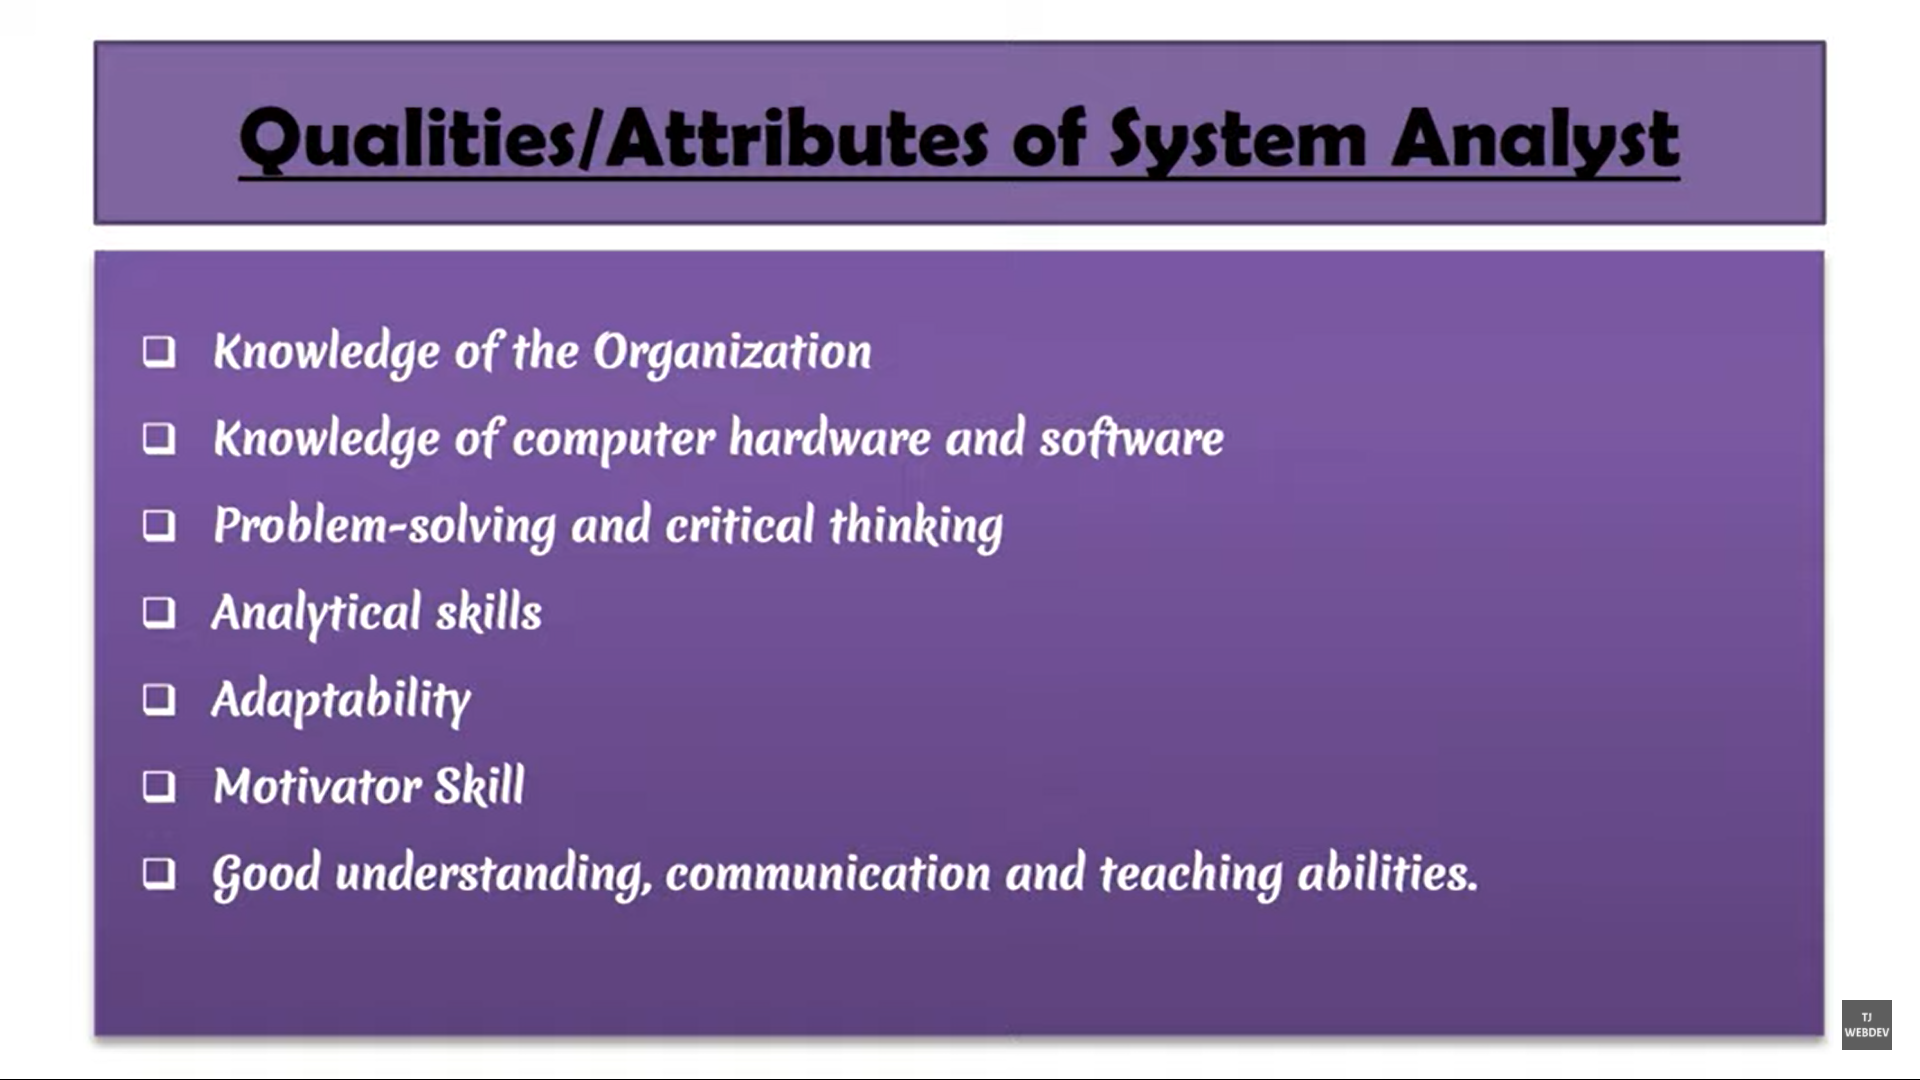 Qualities/Attributes of System Analyst
Knowledge of the Organization
Knowledge of computer hardware and software
Problem-solving and critical thinking
Analytical skills
Adaptability
Motivator Skill
Good understanding, communication and teaching abilities.
TJ
WEBDEV